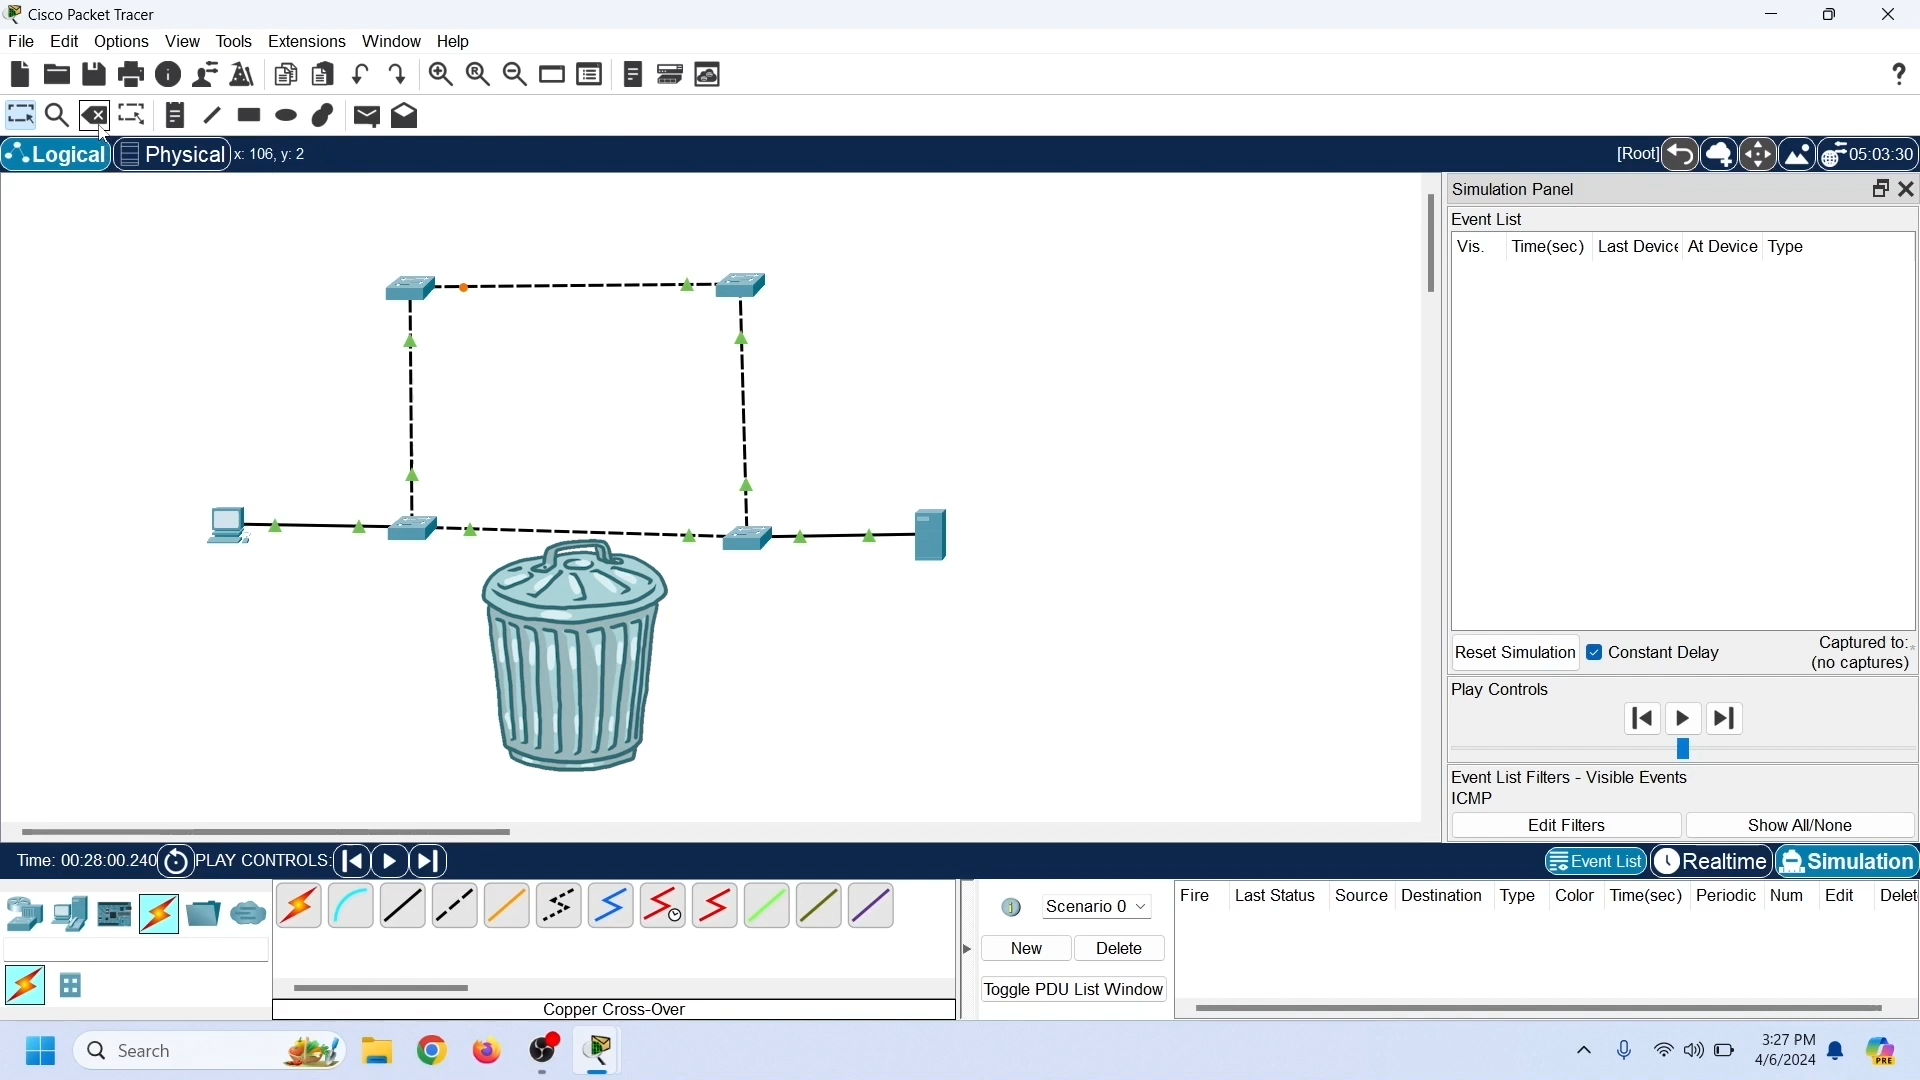 Cisco Packet Tracer
File Edit Options View Tools Extensions Window Help
Logical Physical x: 106, y: 2 [Root] 05:03:30
Simulation Panel
Event List
Vis. Time(sec) Last Device At Device Type
Reset Simulation Constant Delay Captured to:
(no captures)
Play Controls
Event List Filters - Visible Events
ICMP
Edit Filters Show All/None
Time: 00:28:00.240 PLAY CONTROLS: Event List Realtime Simulation
Scenario 0
Fire Last Status Source Destination Type Color Time(sec) Periodic Num Edit Delet
New Delete
Toggle PDU List Window
Copper Cross-Over
Search
3:27 PM
4/6/2024
PRE